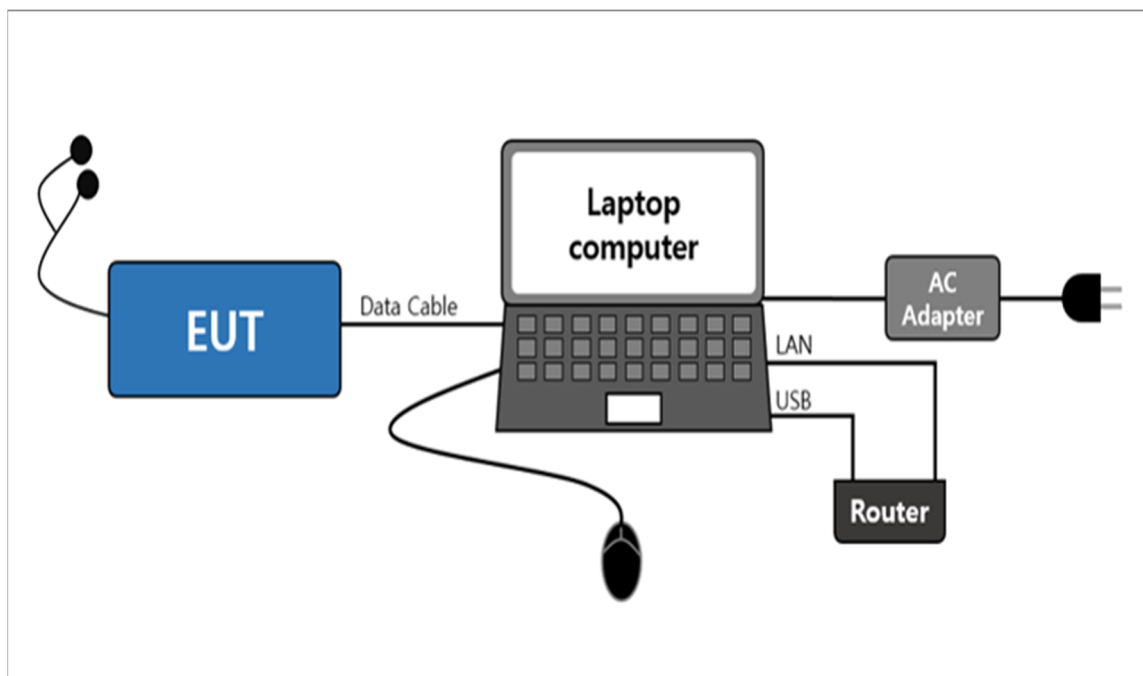 Laptop
computer
EUT
Data Cable
AC
Adapter
LAN
USB
Router